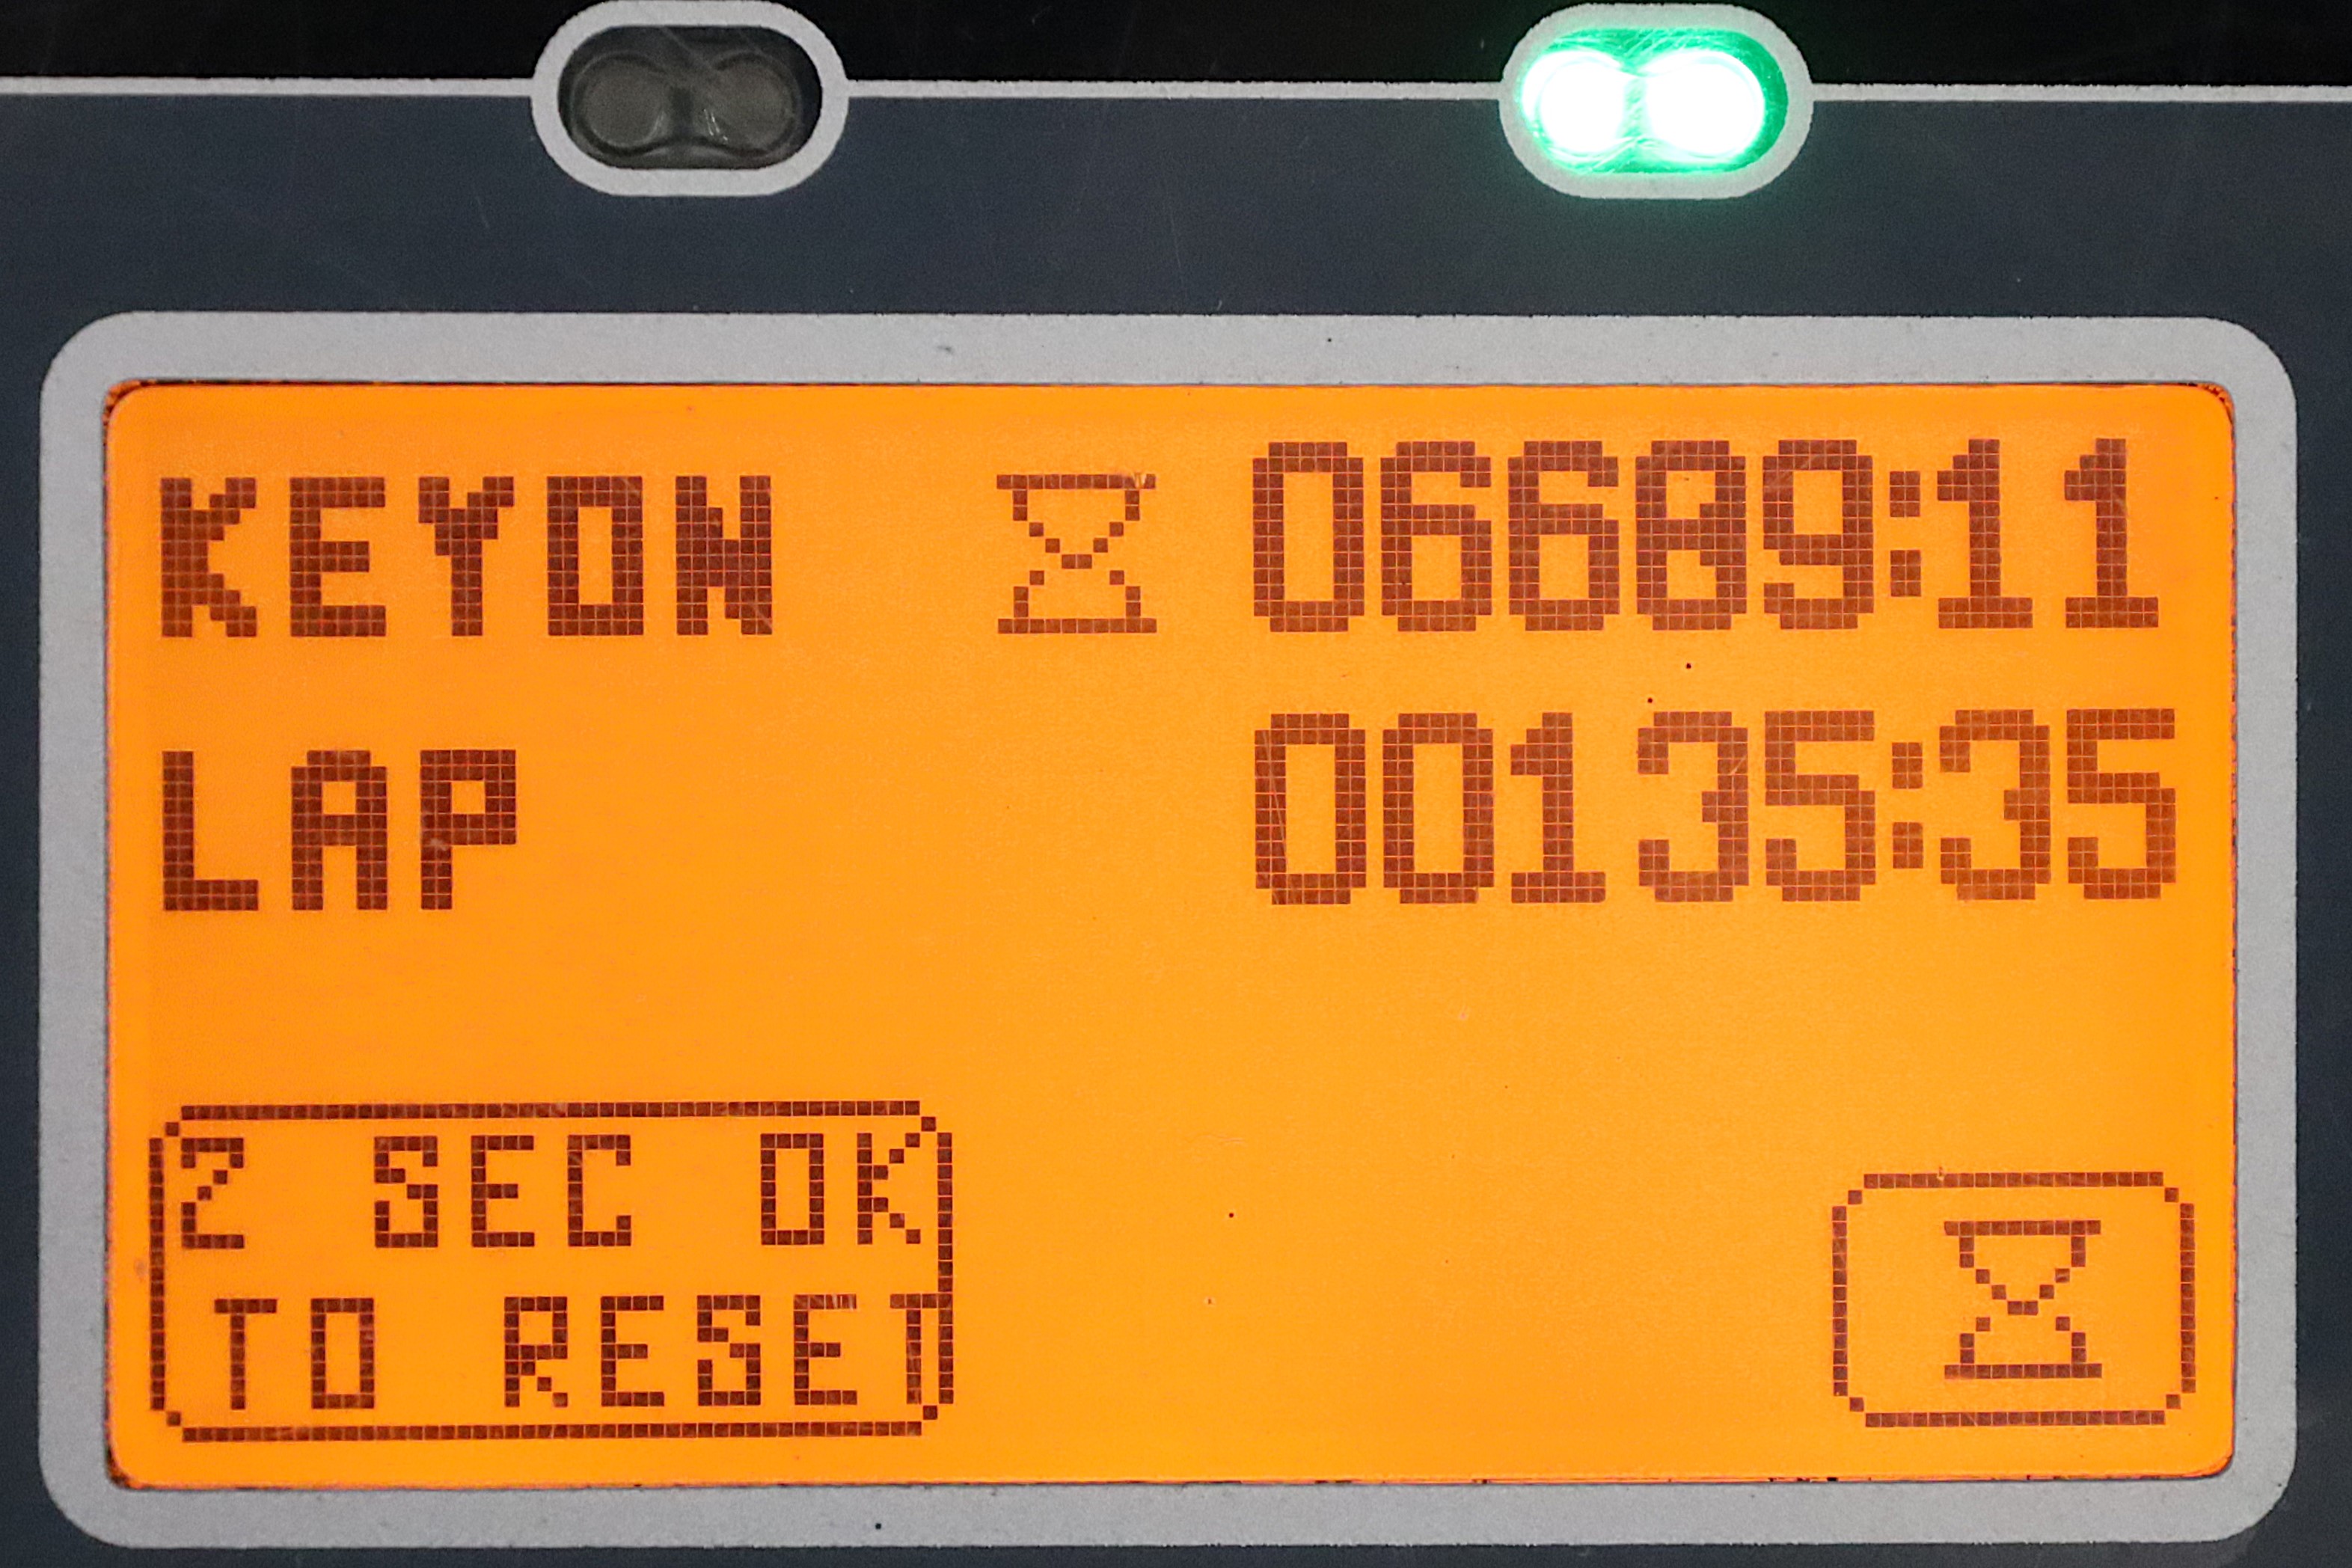 KEYON 06689:11
LAP 00135:35
2 SEC OK
TO RESET